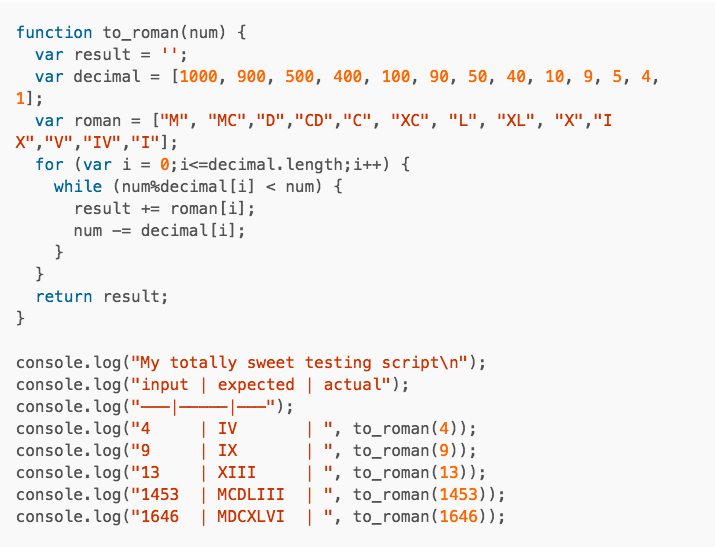 function to_roman(num) {
  var result = '';
  var decimal = [1000, 900, 500, 400, 100, 90, 50, 40, 10, 9, 5, 4,
1];
  var roman = ["M", "MC","D","CD","C", "XC", "L", "XL", "X","I
X","V","IV","I"];
  for (var i = 0;i<=decimal.length;i++) {
    while (num%decimal[i] < num) {
      result += roman[i];
      num -= decimal[i];
    }
  }
  return result;
}

console.log("My totally sweet testing script\n");
console.log("input | expected | actual");
console.log("———|—————|———");
console.log("4     | IV       | ", to_roman(4));
console.log("9     | IX       | ", to_roman(9));
console.log("13    | XIII     | ", to_roman(13));
console.log("1453  | MCDLIII  | ", to_roman(1453));
console.log("1646  | MDCXLVI  | ", to_roman(1646));